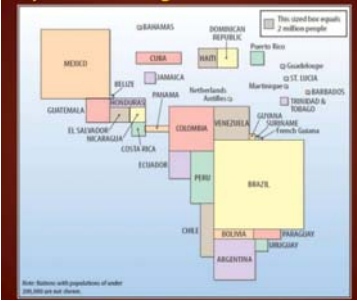 BAHAMAS
DOMINICAN
REPUBLIC
This sized box equals
2 million people
MEXICO
CUBA
HAITI
Puerto Rico
Guadeloupe
BELIZE
JAMAICA
ST. LUCIA
Martinique
BARBADOS
HONDURAS
PANAMA
Netherlands
Antilles
TRINIDAD &
TOBAGO
GUATEMALA
EL SALVADOR
NICARAGUA
COSTA RICA
COLOMBIA
VENEZUELA
GUYANA
SURINAME
French Guiana
ECUADOR
PERU
BRAZIL
CHILE
BOLIVIA
PARAGUAY
URUGUAY
ARGENTINA
Note: Nations with populations of under
200,000 are not shown.